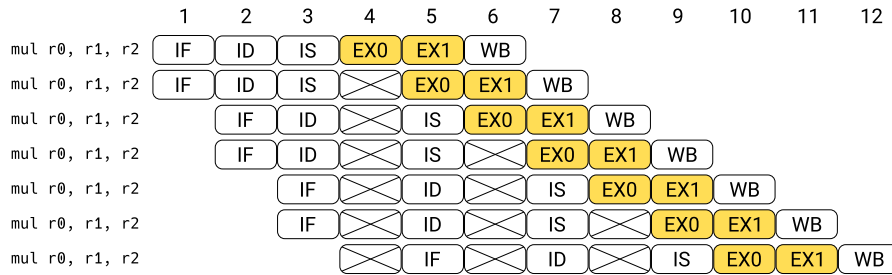 1 2 3 4 5 6 7 8 9 10 11 12
mul r0, r1, r2 IF ID IS EX0 EX1 WB
mul r0, r1, r2 IF ID IS EX0 EX1 WB
mul r0, r1, r2 IF ID IS EX0 EX1 WB
mul r0, r1, r2 IF ID IS EX0 EX1 WB
mul r0, r1, r2 IF ID IS EX0 EX1 WB
mul r0, r1, r2 IF ID IS EX0 EX1 WB
mul r0, r1, r2 IF ID IS EX0 EX1 WB